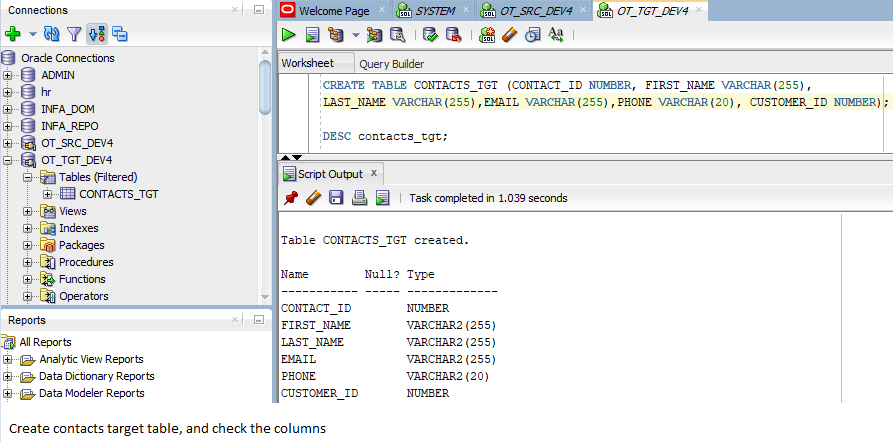 Connections
Oracle Connections
ADMIN
hr
INFA_DOM
INFA_REPO
OT_SRC_DEV4
OT_TGT_DEV4
Tables (Filtered)
CONTACTS_TGT
Views
Indexes
Packages
Procedures
Functions
Operators
Reports
All Reports
Analytic View Reports
Data Dictionary Reports
Data Modeler Reports
Welcome Page
SYSTEM
OT_SRC_DEV4
OT_TGT_DEV4
Worksheet Query Builder
CREATE TABLE CONTACTS_TGT (CONTACT_ID NUMBER, FIRST_NAME VARCHAR(255),
LAST_NAME VARCHAR(255),EMAIL VARCHAR(255),PHONE VARCHAR(20), CUSTOMER_ID NUMBER);
DESC contacts_tgt;
Script Output
Task completed in 1.039 seconds
Table CONTACTS_TGT created.
Name Null? Type
----------- ----- -------------
CONTACT_ID NUMBER
FIRST_NAME VARCHAR2(255)
LAST_NAME VARCHAR2(255)
EMAIL VARCHAR2(255)
PHONE VARCHAR2(20)
CUSTOMER_ID NUMBER
Create contacts target table, and check the columns